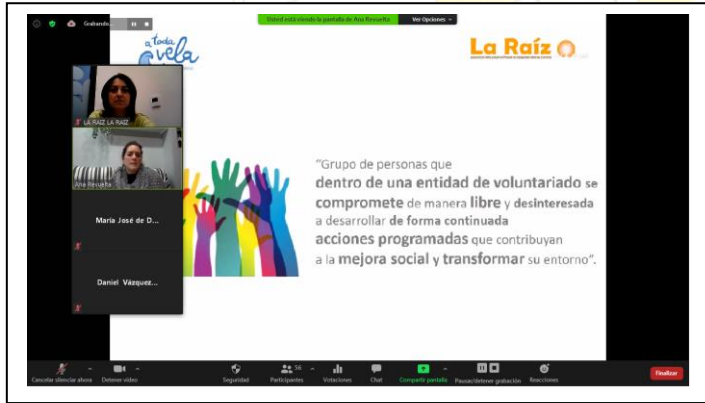 Grabando...
Usted está viendo la pantalla de Ana Revuelta
Ver Opciones
a toda
vela
La Raíz
LA RAIZ LA RAIZ
Ana Revuelta
María José de D...
Daniel Vázquez...
"Grupo de personas que
dentro de una entidad de voluntariado se
compromete de manera libre y desinteresada
a desarrollar de forma continuada
acciones programadas que contribuyan
a la mejora social y transformar su entorno".
Cancelar silenciar ahora
Detener video
Seguridad
56
Participantes
Votaciones
Chat
Compartir pantalla
Pausar/detener grabación
Reacciones
Finalizar